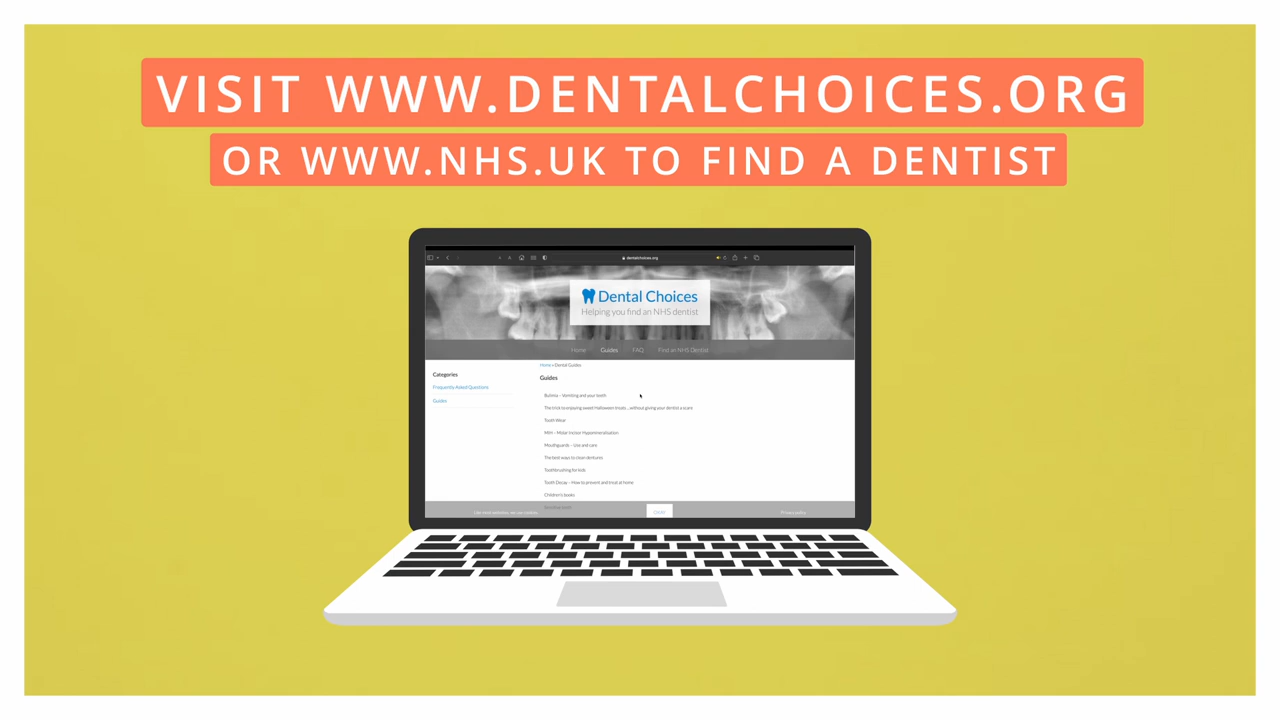 VISIT WWW.DENTALCHOICES.ORG
OR WWW.NHS.UK TO FIND A DENTIST
dentalchoices.org
Dental Choices
Helping you find an NHS dentist
Home Guides FAQ Find an NHS Dentist
Home » Dental Guides
Categories
Guides
Frequently Asked Questions
Guides
Bulimia – Vomiting and your teeth
The trick to enjoying sweet Halloween treats... without giving your dentist a scare
Tooth Wear
MIH – Molar Incisor Hypomineralisation
Mouthguards – Use and care
The best ways to clean dentures
Toothbrushing for kids
Tooth Decay – How to prevent and treat at home
Children's books
Privacy policy